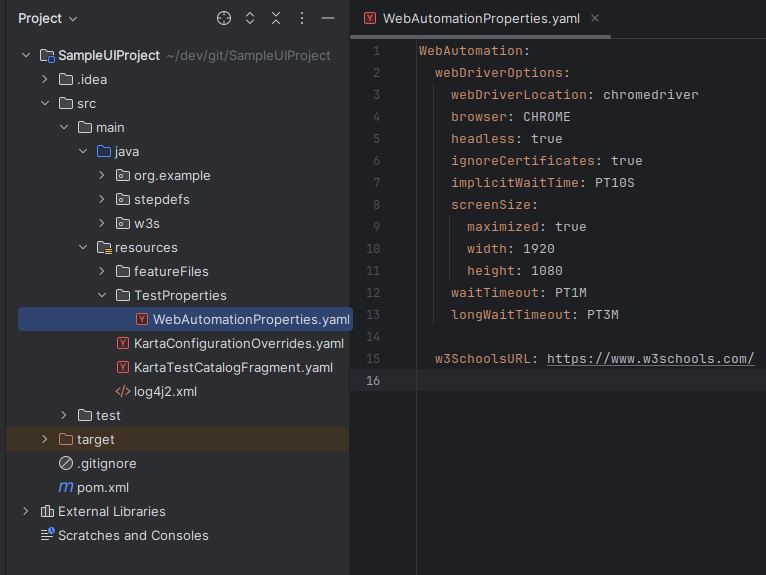 Project
SampleUIProject ~/dev/git/SampleUIProject
.idea
src
main
java
org.example
stepdefs
w3s
resources
featureFiles
TestProperties
WebAutomationProperties.yaml
KartaConfigurationOverrides.yaml
KartaTestCatalogFragment.yaml
log4j2.xml
test
target
.gitignore
pom.xml
External Libraries
Scratches and Consoles
WebAutomationProperties.yaml
1 WebAutomation:
2 webDriverOptions:
3 webDriverLocation: chromedriver
4 browser: CHROME
5 headless: true
6 ignoreCertificates: true
7 implicitWaitTime: PT10S
8 screenSize:
9 maximized: true
10 width: 1920
11 height: 1080
12 waitTimeout: PT1M
13 longWaitTimeout: PT3M
14
15 w3SchoolsURL: https://www.w3schools.com/
16